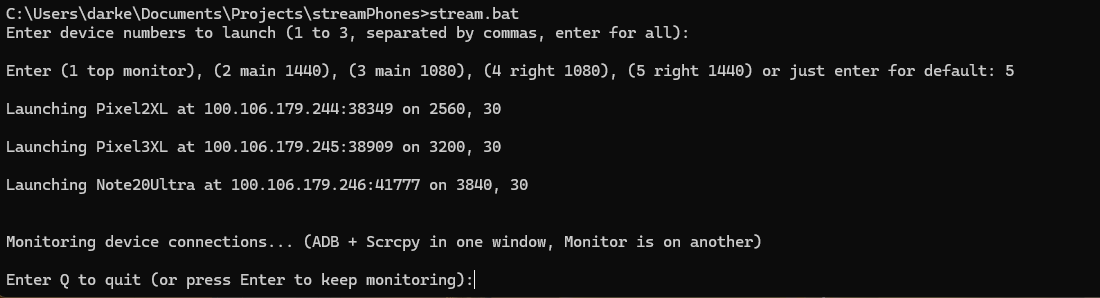 C:\Users\darke\Documents\Projects\streamPhones>stream.bat
Enter device numbers to launch (1 to 3, separated by commas, enter for all):
Enter (1 top monitor), (2 main 1440), (3 main 1080), (4 right 1080), (5 right 1440) or just enter for default: 5
Launching Pixel2XL at 100.106.179.244:38349 on 2560, 30
Launching Pixel3XL at 100.106.179.245:38909 on 3200, 30
Launching Note20Ultra at 100.106.179.246:41777 on 3840, 30
Monitoring device connections... (ADB + Scrcpy in one window, Monitor is on another)
Enter Q to quit (or press Enter to keep monitoring):